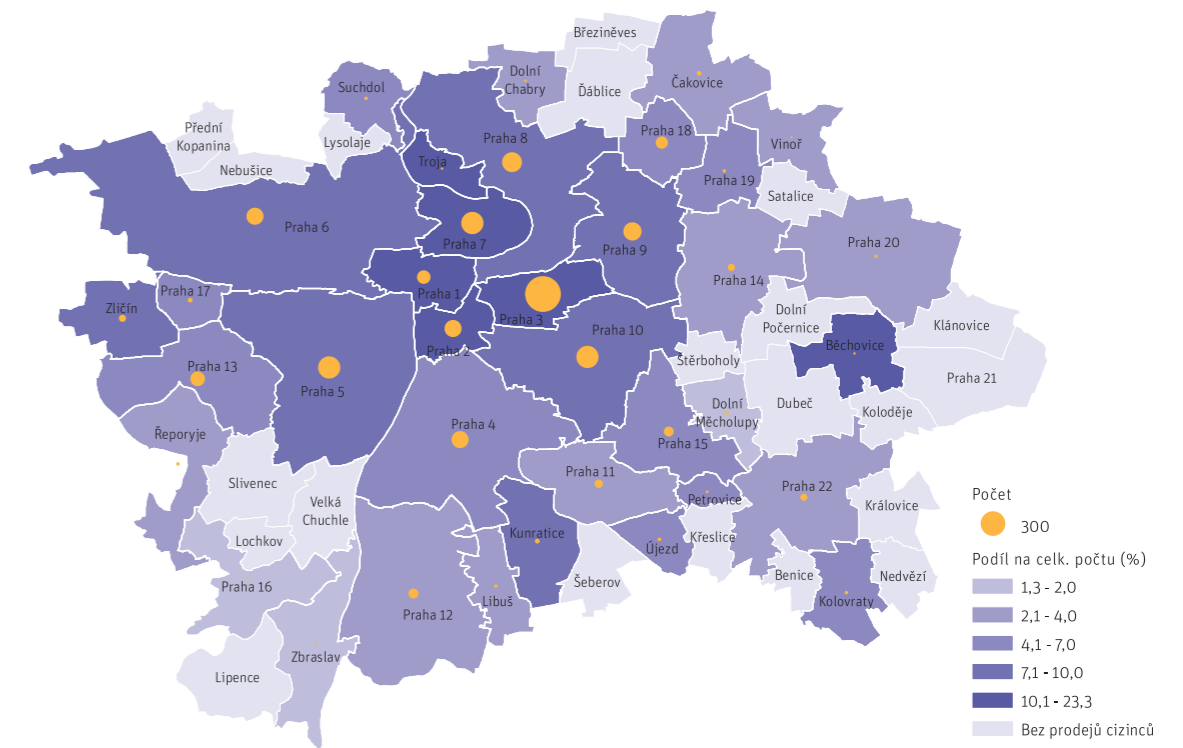 Březiněves
Dolní
Chabry
Ďáblice
Čakovice
Suchdol
Přední
Kopanina
Lysolaje
Nebušice
Praha 8
Praha 18
Vinoř
Troja
Praha 19
Satalice
Praha 6
Praha 7
Praha 9
Praha 20
Praha 14
Praha 17
Praha 1
Zličín
Praha 3
Dolní
Počernice
Klánovice
Praha 10
Praha 2
Běchovice
Štěrboholy
Praha 13
Praha 5
Praha 21
Dolní
Měcholupy
Dubeč
Koloděje
Řeporyje
Praha 4
Praha 15
Praha 11
Slivenec
Praha 22
Velká
Chuchle
Petrovice
Královice
Lochkov
Kunratice
Křeslice
Újezd
Praha 16
Šeberov
Benice
Nedvězí
Praha 12
Libuš
Kolovraty
Zbraslav
Lipence
Počet
300
Podíl na celk. počtu (%)
1,3 - 2,0
2,1 - 4,0
4,1 - 7,0
7,1 - 10,0
10,1 - 23,3
Bez prodejů cizinců